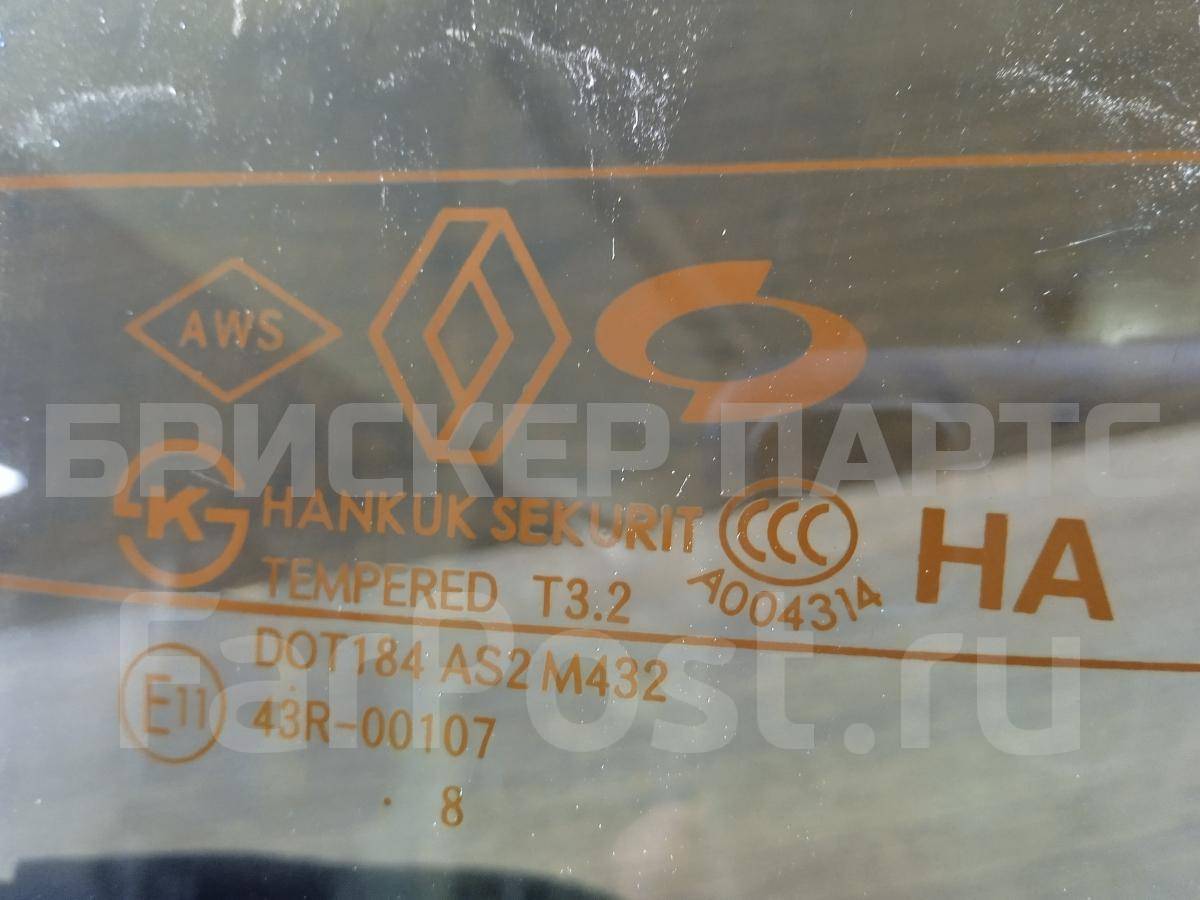 AWS
БРИСКЕР ПАРТС
K HANKUK SEKURIT CCC HA
TEMPERED T3.2 A004314
FarPost.ru
DOT184 AS2 M432
E11 43R-00107
. 8